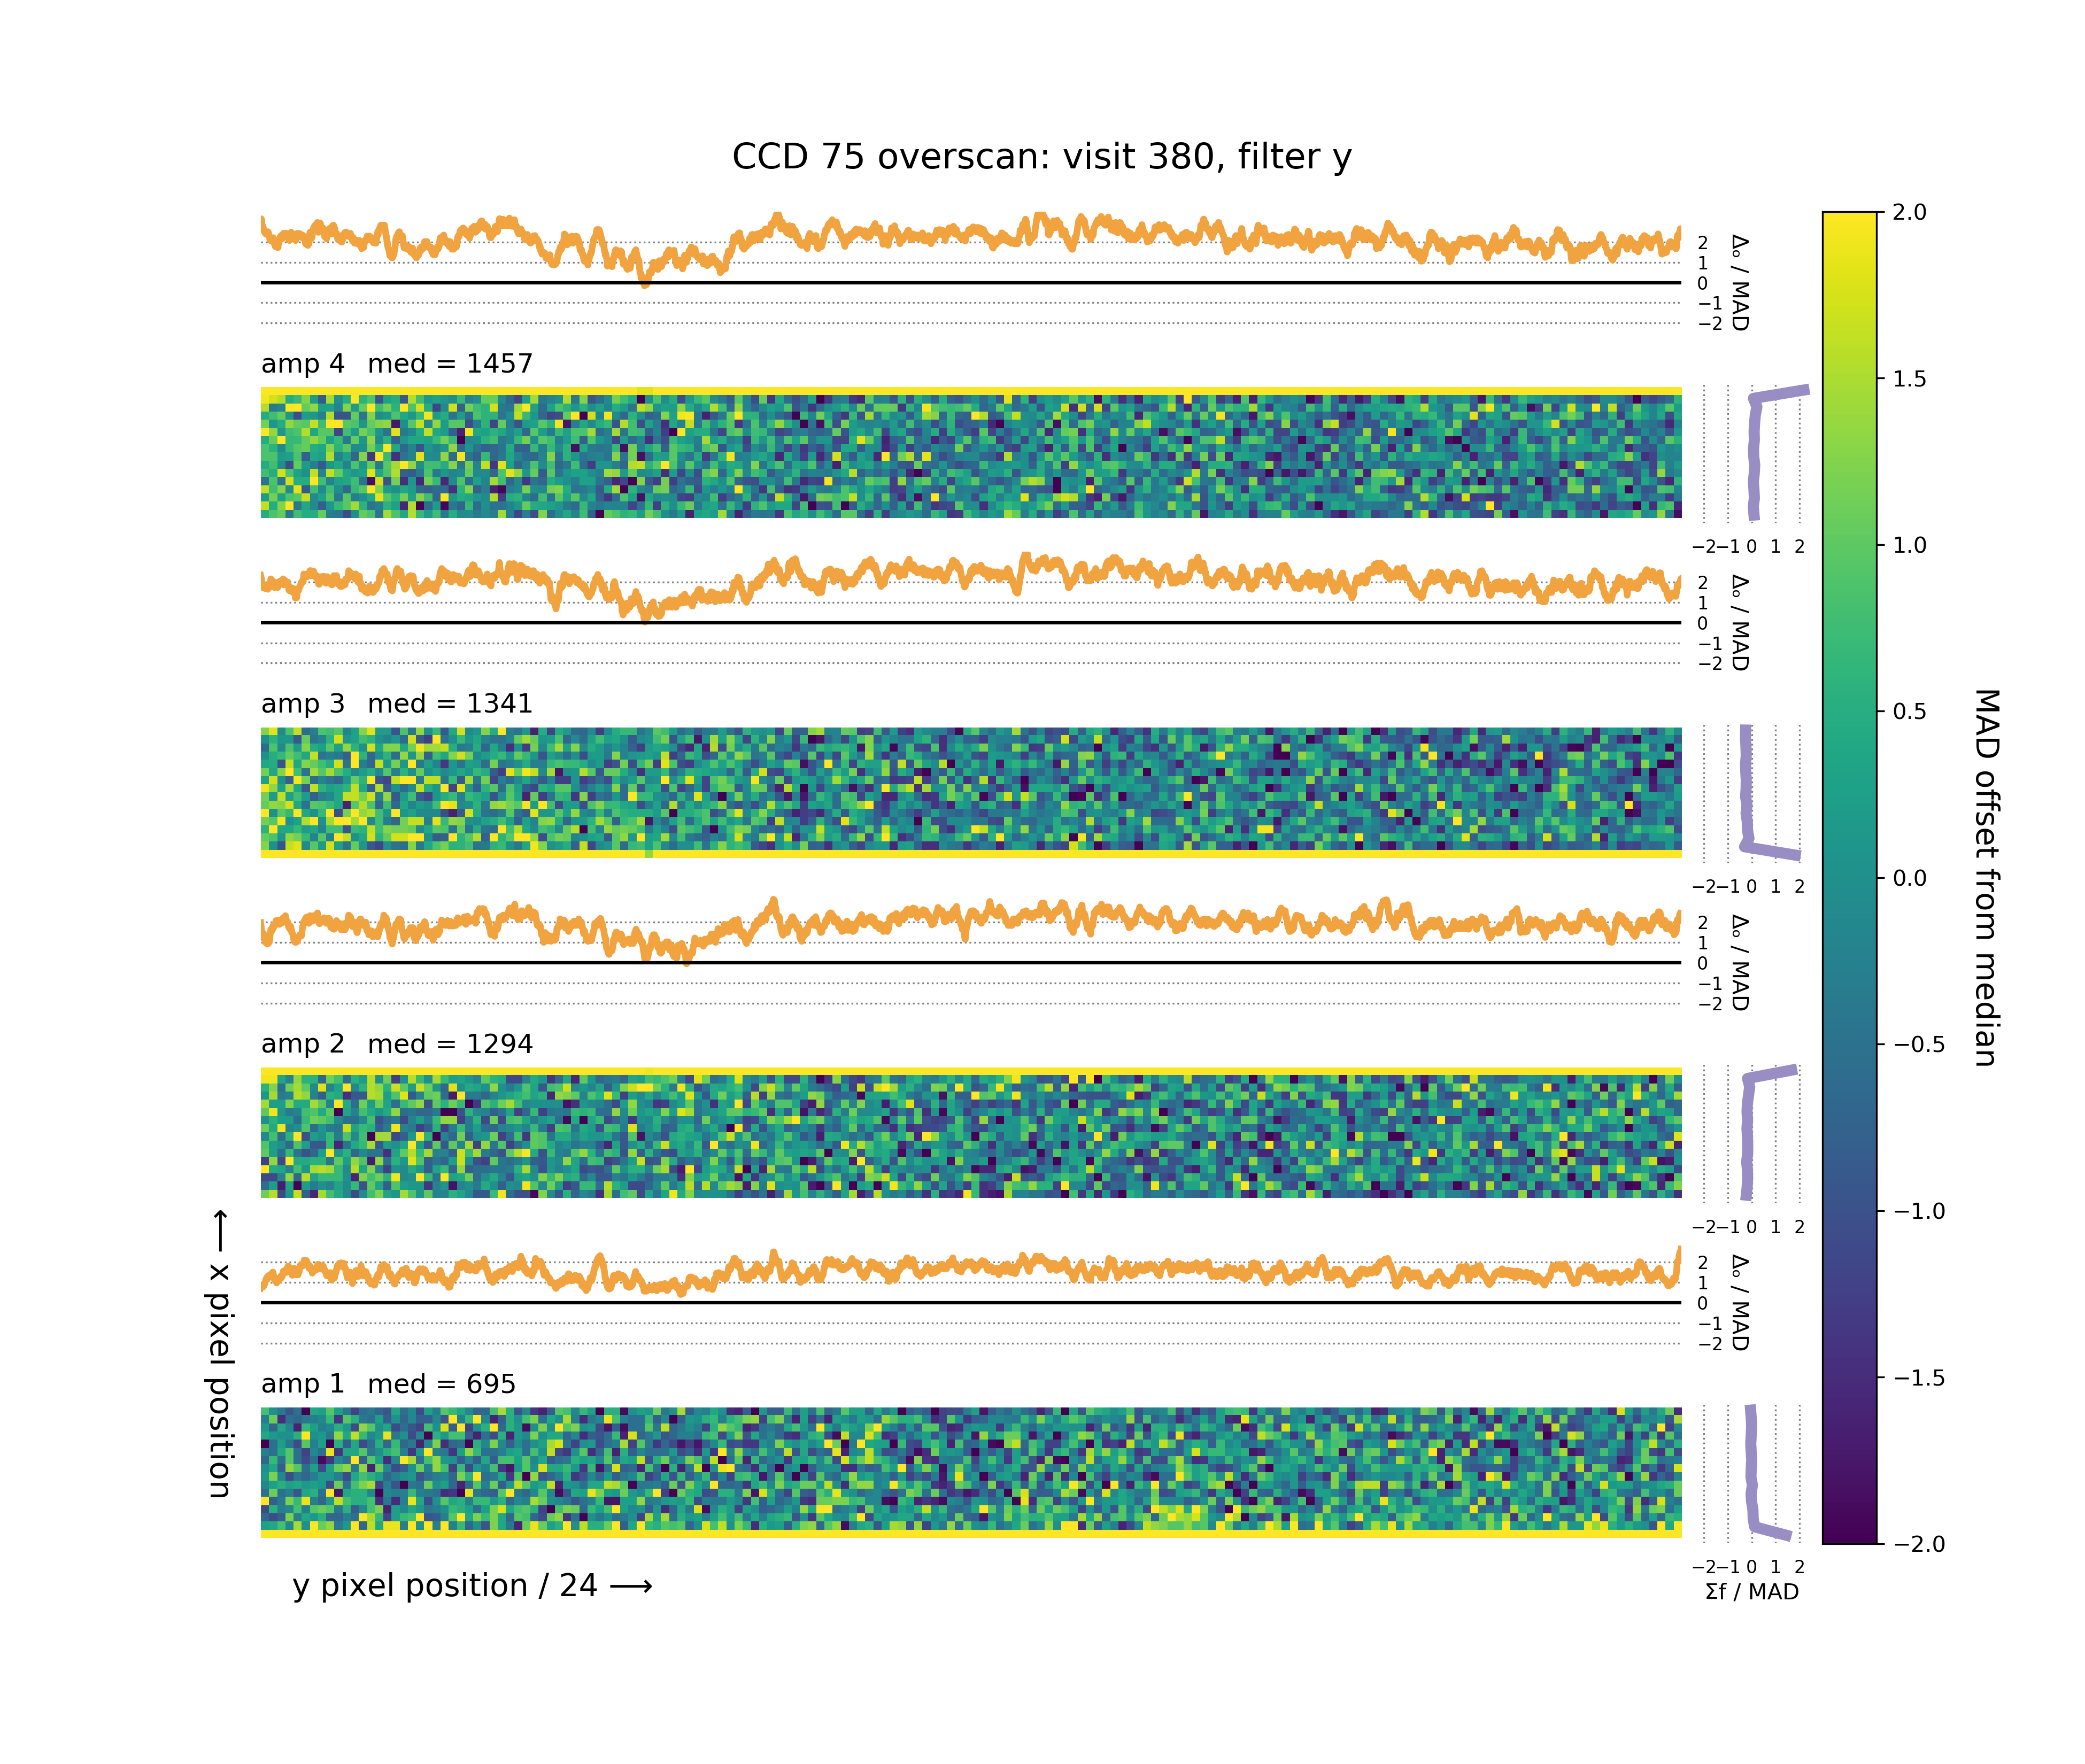 CCD 75 overscan: visit 380, filter y
2
1
0
−1
−2
Δₒ / MAD
amp 4 med = 1457
−2 −1 0 1 2
2
1
0
−1
−2
Δₒ / MAD
amp 3 med = 1341
−2 −1 0 1 2
2
1
0
−1
−2
Δₒ / MAD
amp 2 med = 1294
−2 −1 0 1 2
2
1
0
−1
−2
Δₒ / MAD
amp 1 med = 695
−2 −1 0 1 2
Σf / MAD
y pixel position / 24 ⟶
⟵ x pixel position
2.0
1.5
1.0
0.5
0.0
−0.5
−1.0
−1.5
−2.0
MAD offset from median